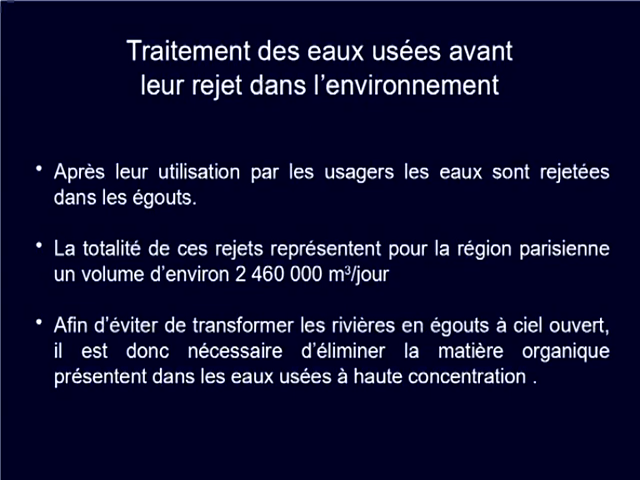 Traitement des eaux usées avant
leur rejet dans l'environnement
• Après leur utilisation par les usagers les eaux sont rejetées
dans les égouts.
• La totalité de ces rejets représentent pour la région parisienne
un volume d'environ 2 460 000 m³/jour
• Afin d'éviter de transformer les rivières en égouts à ciel ouvert,
il est donc nécessaire d'éliminer la matière organique
présentent dans les eaux usées à haute concentration .